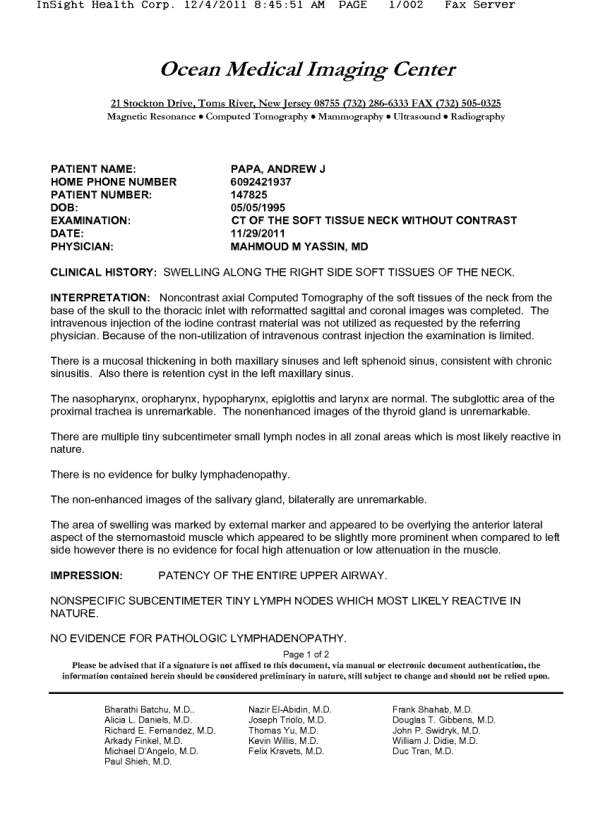 InSight Health Corp. 12/4/2011 8:45:51 AM PAGE 1/002 Fax Server
Ocean Medical Imaging Center
21 Stockton Drive, Toms River, New Jersey 08755 (732) 286-6333 FAX (732) 505-0325
Magnetic Resonance ● Computed Tomography ● Mammography ● Ultrasound ● Radiography
PATIENT NAME: PAPA, ANDREW J
HOME PHONE NUMBER 6092421937
PATIENT NUMBER: 147825
DOB: 05/05/1995
EXAMINATION: CT OF THE SOFT TISSUE NECK WITHOUT CONTRAST
DATE: 11/29/2011
PHYSICIAN: MAHMOUD M YASSIN, MD
CLINICAL HISTORY: SWELLING ALONG THE RIGHT SIDE SOFT TISSUES OF THE NECK.
INTERPRETATION: Noncontrast axial Computed Tomography of the soft tissues of the neck from the
base of the skull to the thoracic inlet with reformatted sagittal and coronal images was completed. The
intravenous injection of the iodine contrast material was not utilized as requested by the referring
physician. Because of the non-utilization of intravenous contrast injection the examination is limited.
There is a mucosal thickening in both maxillary sinuses and left sphenoid sinus, consistent with chronic
sinusitis. Also there is retention cyst in the left maxillary sinus.
The nasopharynx, oropharynx, hypopharynx, epiglottis and larynx are normal. The subglottic area of the
proximal trachea is unremarkable. The nonenhanced images of the thyroid gland is unremarkable.
There are multiple tiny subcentimeter small lymph nodes in all zonal areas which is most likely reactive in
nature.
There is no evidence for bulky lymphadenopathy.
The non-enhanced images of the salivary gland, bilaterally are unremarkable.
The area of swelling was marked by external marker and appeared to be overlying the anterior lateral
aspect of the sternomastoid muscle which appeared to be slightly more prominent when compared to left
side however there is no evidence for focal high attenuation or low attenuation in the muscle.
IMPRESSION: PATENCY OF THE ENTIRE UPPER AIRWAY.
NONSPECIFIC SUBCENTIMETER TINY LYMPH NODES WHICH MOST LIKELY REACTIVE IN
NATURE.
NO EVIDENCE FOR PATHOLOGIC LYMPHADENOPATHY.
Page 1 of 2
Please be advised that if a signature is not affixed to this document, via manual or electronic document authentication, the
information contained herein should be considered preliminary in nature, still subject to change and should not be relied upon.
Bharathi Batchu, M.D.. Nazir El-Abidin, M.D. Frank Shahab, M.D.
Alicia L. Daniels, M.D. Joseph Triolo, M.D. Douglas T. Gibbens, M.D.
Richard E. Fernandez, M.D. Thomas Yu, M.D. John P. Swidryk, M.D.
Arkady Finkel, M.D. Kevin Willis, M.D. William J. Didie, M.D.
Michael D'Angelo, M.D. Felix Kravets, M.D. Duc Tran, M.D.
Paul Shieh, M.D.